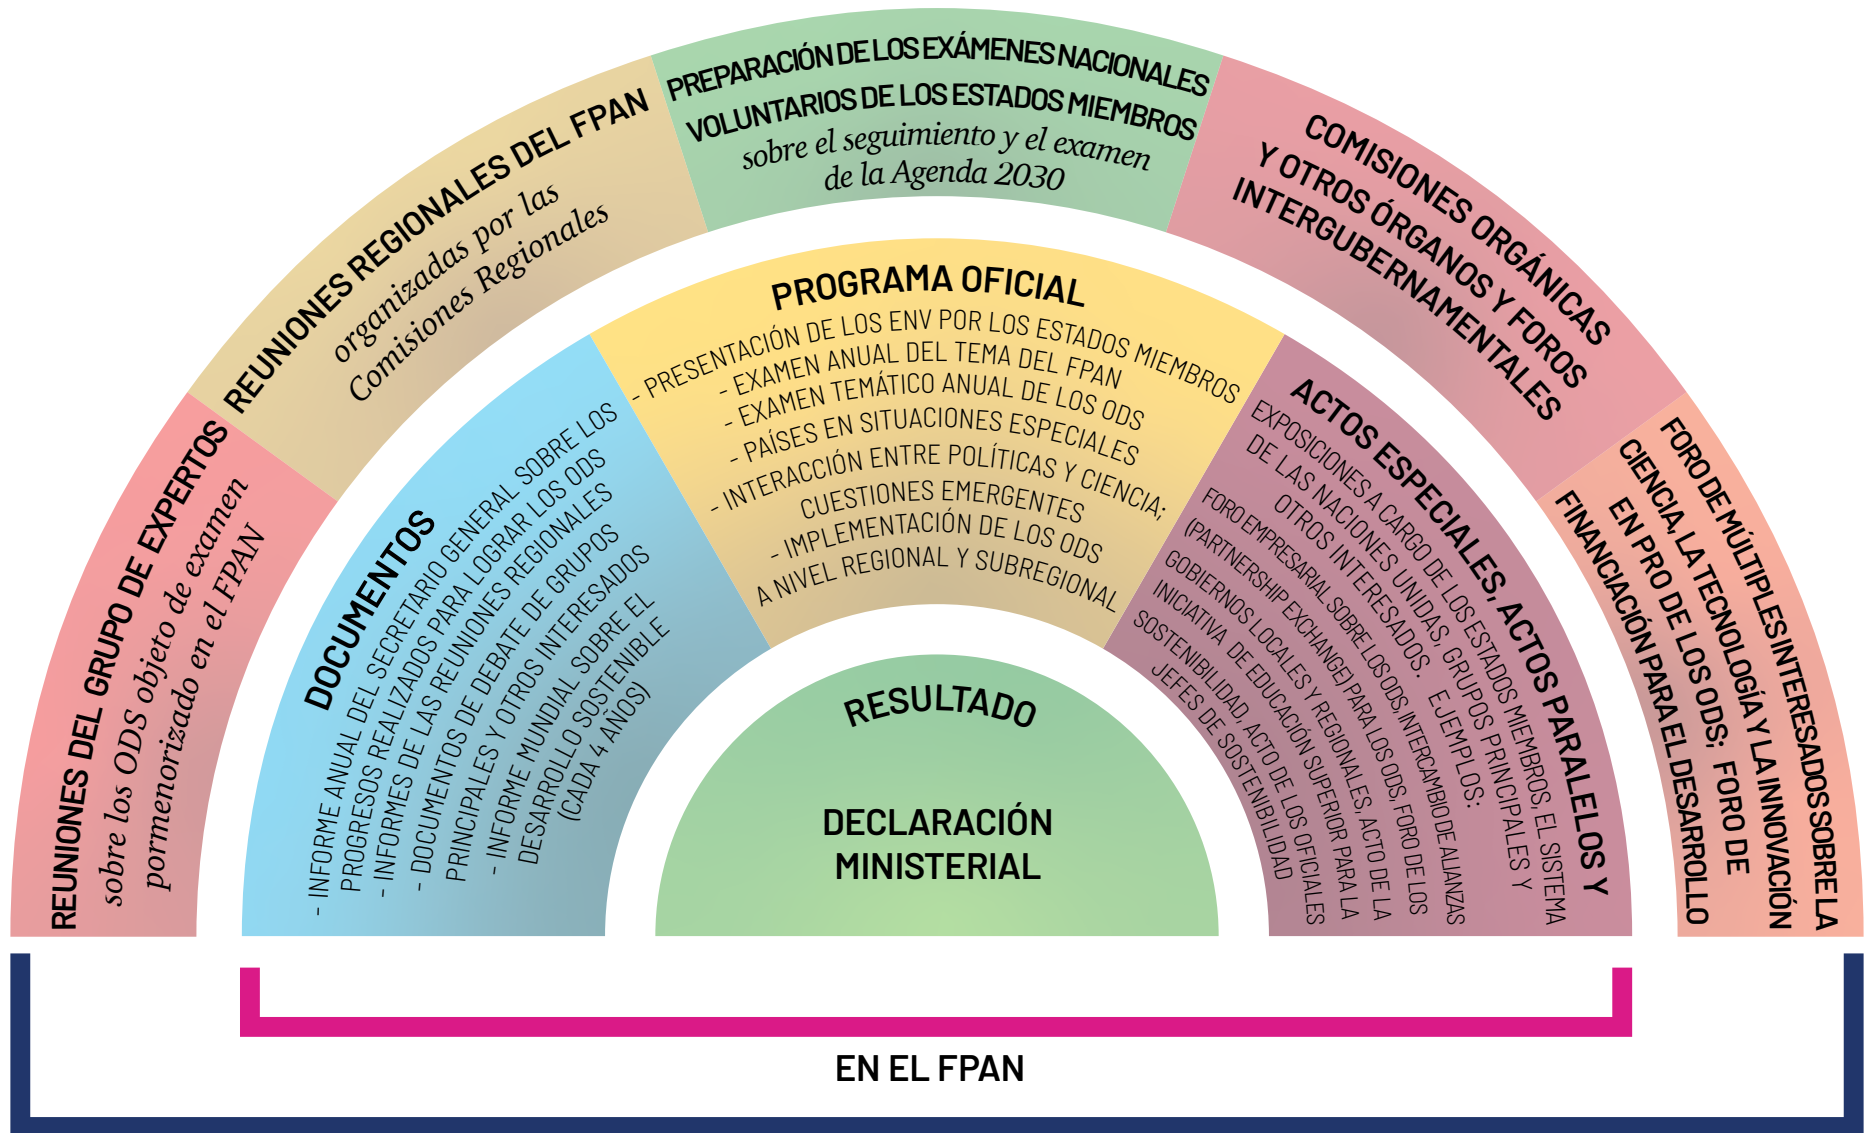 REUNIONES DEL GRUPO DE EXPERTOS
sobre los ODS objeto de examen
pormenorizado en el FPAN
REUNIONES REGIONALES DEL FPAN
organizadas por las
Comisiones Regionales
PREPARACIÓN DE LOS EXÁMENES NACIONALES
VOLUNTARIOS DE LOS ESTADOS MIEMBROS
sobre el seguimiento y el examen
de la Agenda 2030
COMISIONES ORGÁNICAS
Y OTROS ÓRGANOS Y FOROS
INTERGUBERNAMENTALES
FORO DE MÚLTIPLES INTERESADOS SOBRE LA
CIENCIA, LA TECNOLOGÍA Y LA INNOVACIÓN
EN PRO DE LOS ODS; FORO DE
FINANCIACIÓN PARA EL DESARROLLO
DOCUMENTOS
- INFORME ANUAL DEL SECRETARIO GENERAL SOBRE LOS
PROGRESOS REALIZADOS PARA LOGRAR LOS ODS
- INFORMES DE LAS REUNIONES REGIONALES
- DOCUMENTOS DE DEBATE DE GRUPOS
PRINCIPALES Y OTROS INTERESADOS
- INFORME MUNDIAL SOBRE EL
DESARROLLO SOSTENIBLE
(CADA 4 AÑOS)
PROGRAMA OFICIAL
- PRESENTACIÓN DE LOS ENV POR LOS ESTADOS MIEMBROS
- EXAMEN ANUAL DEL TEMA DEL FPAN
- EXAMEN TEMÁTICO ANUAL DE LOS ODS
- PAÍSES EN SITUACIONES ESPECIALES
- INTERACCIÓN ENTRE POLÍTICAS Y CIENCIA;
CUESTIONES EMERGENTES
- IMPLEMENTACIÓN DE LOS ODS
A NIVEL REGIONAL Y SUBREGIONAL
ACTOS ESPECIALES, ACTOS PARALELOS Y
EXPOSICIONES A CARGO DE LOS ESTADOS MIEMBROS, EL SISTEMA
DE LAS NACIONES UNIDAS, GRUPOS PRINCIPALES Y
OTROS INTERESADOS. EJEMPLOS:
FORO EMPRESARIAL SOBRE LOS ODS, INTERCAMBIO DE ALIANZAS
(PARTNERSHIP EXCHANGE) PARA LOS ODS, FORO DE LOS
GOBIERNOS LOCALES Y REGIONALES, ACTO DE LA
INICIATIVA DE EDUCACIÓN SUPERIOR PARA LA
SOSTENIBILIDAD, ACTO DE LOS OFICIALES
JEFES DE SOSTENIBILIDAD
RESULTADO
DECLARACIÓN
MINISTERIAL
EN EL FPAN